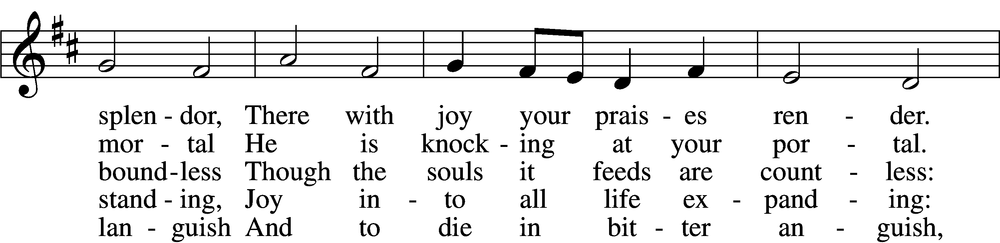 splen - dor, There with joy your prais - es ren - der.
mor - tal He is knock - ing at your por - tal.
bound - less Though the souls it feeds are count - less:
stand - ing, Joy in - to all life ex - pand - ing:
lan - guish And to die in bit - ter an - guish,